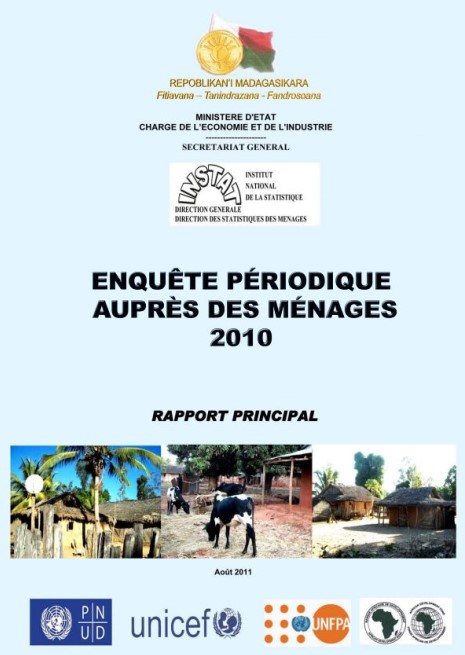 REPOBLIKAN'I MADAGASIKARA
Fitiavana – Tanindrazana - Fandrosoana
MINISTERE D'ETAT
CHARGE DE L'ECONOMIE ET DE L'INDUSTRIE
--------------------
SECRETARIAT GENERAL
INSTAT
INSTITUT
NATIONAL
DE LA STATISTIQUE
DIRECTION GENERALE
DIRECTION DES STATISTIQUES DES MENAGES
ENQUÊTE PÉRIODIQUE
AUPRÈS DES MÉNAGES
2010
RAPPORT PRINCIPAL
Août 2011
PN
UD
unicef
UNFPA